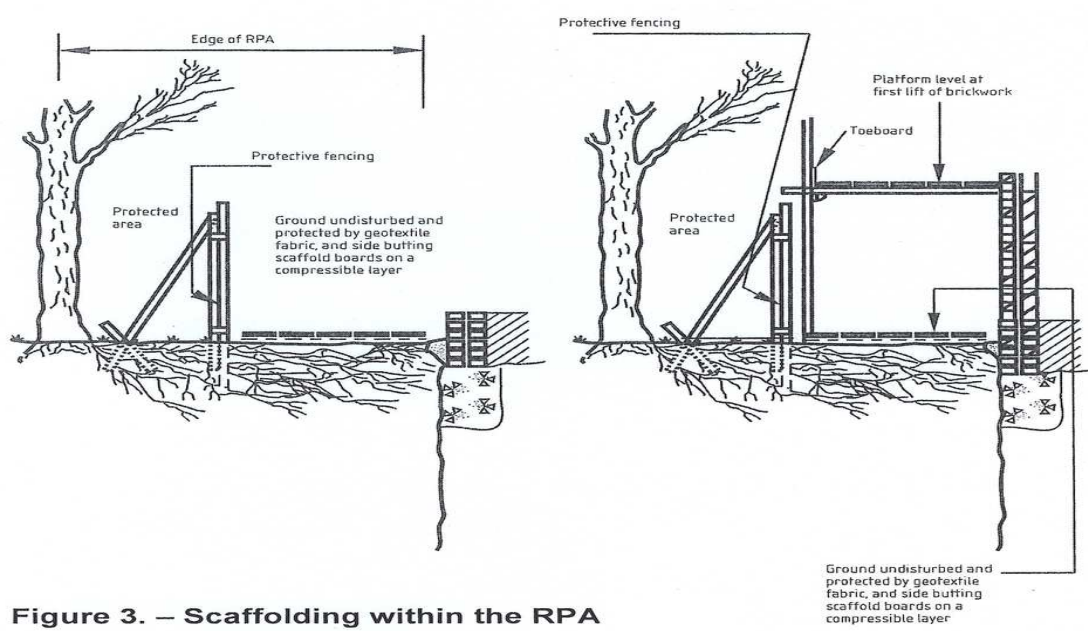 Edge of RPA
Protective fencing
Protected
area
Ground undisturbed and
protected by geotextile
fabric, and side butting
scaffold boards on a
compressible layer
Protective fencing
Platform level at
first lift of brickwork
Toeboard
Protected
area
Ground undisturbed and
protected by geotextile
fabric, and side butting
scaffold boards on a
compressible layer
Figure 3. – Scaffolding within the RPA